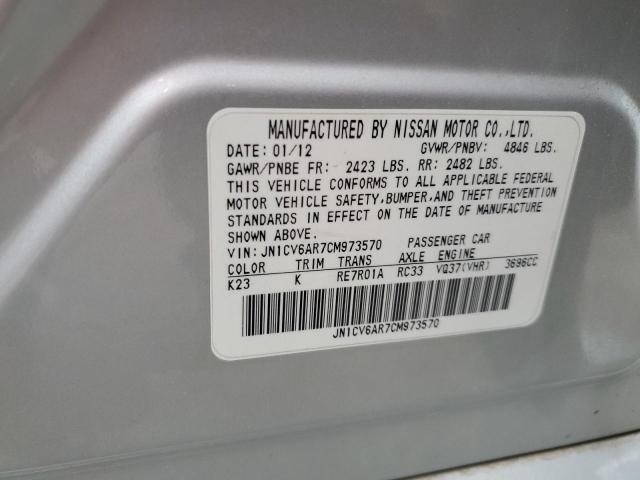 MANUFACTURED BY NISSAN MOTOR CO.,LTD.
DATE: 01/12 GVWR/PNBV: 4846 LBS.
GAWR/PNBE FR: 2423 LBS. RR: 2482 LBS.
THIS VEHICLE CONFORMS TO ALL APPLICABLE FEDERAL
MOTOR VEHICLE SAFETY,BUMPER,AND THEFT PREVENTION
STANDARDS IN EFFECT ON THE DATE OF MANUFACTURE
SHOWN ABOVE.
VIN: JN1CV6AR7CM973570 PASSENGER CAR
COLOR TRIM TRANS AXLE ENGINE
K23 K RE7R01A RC33 VQ37(VHR) 3696CC
JN1CV6AR7CM973570